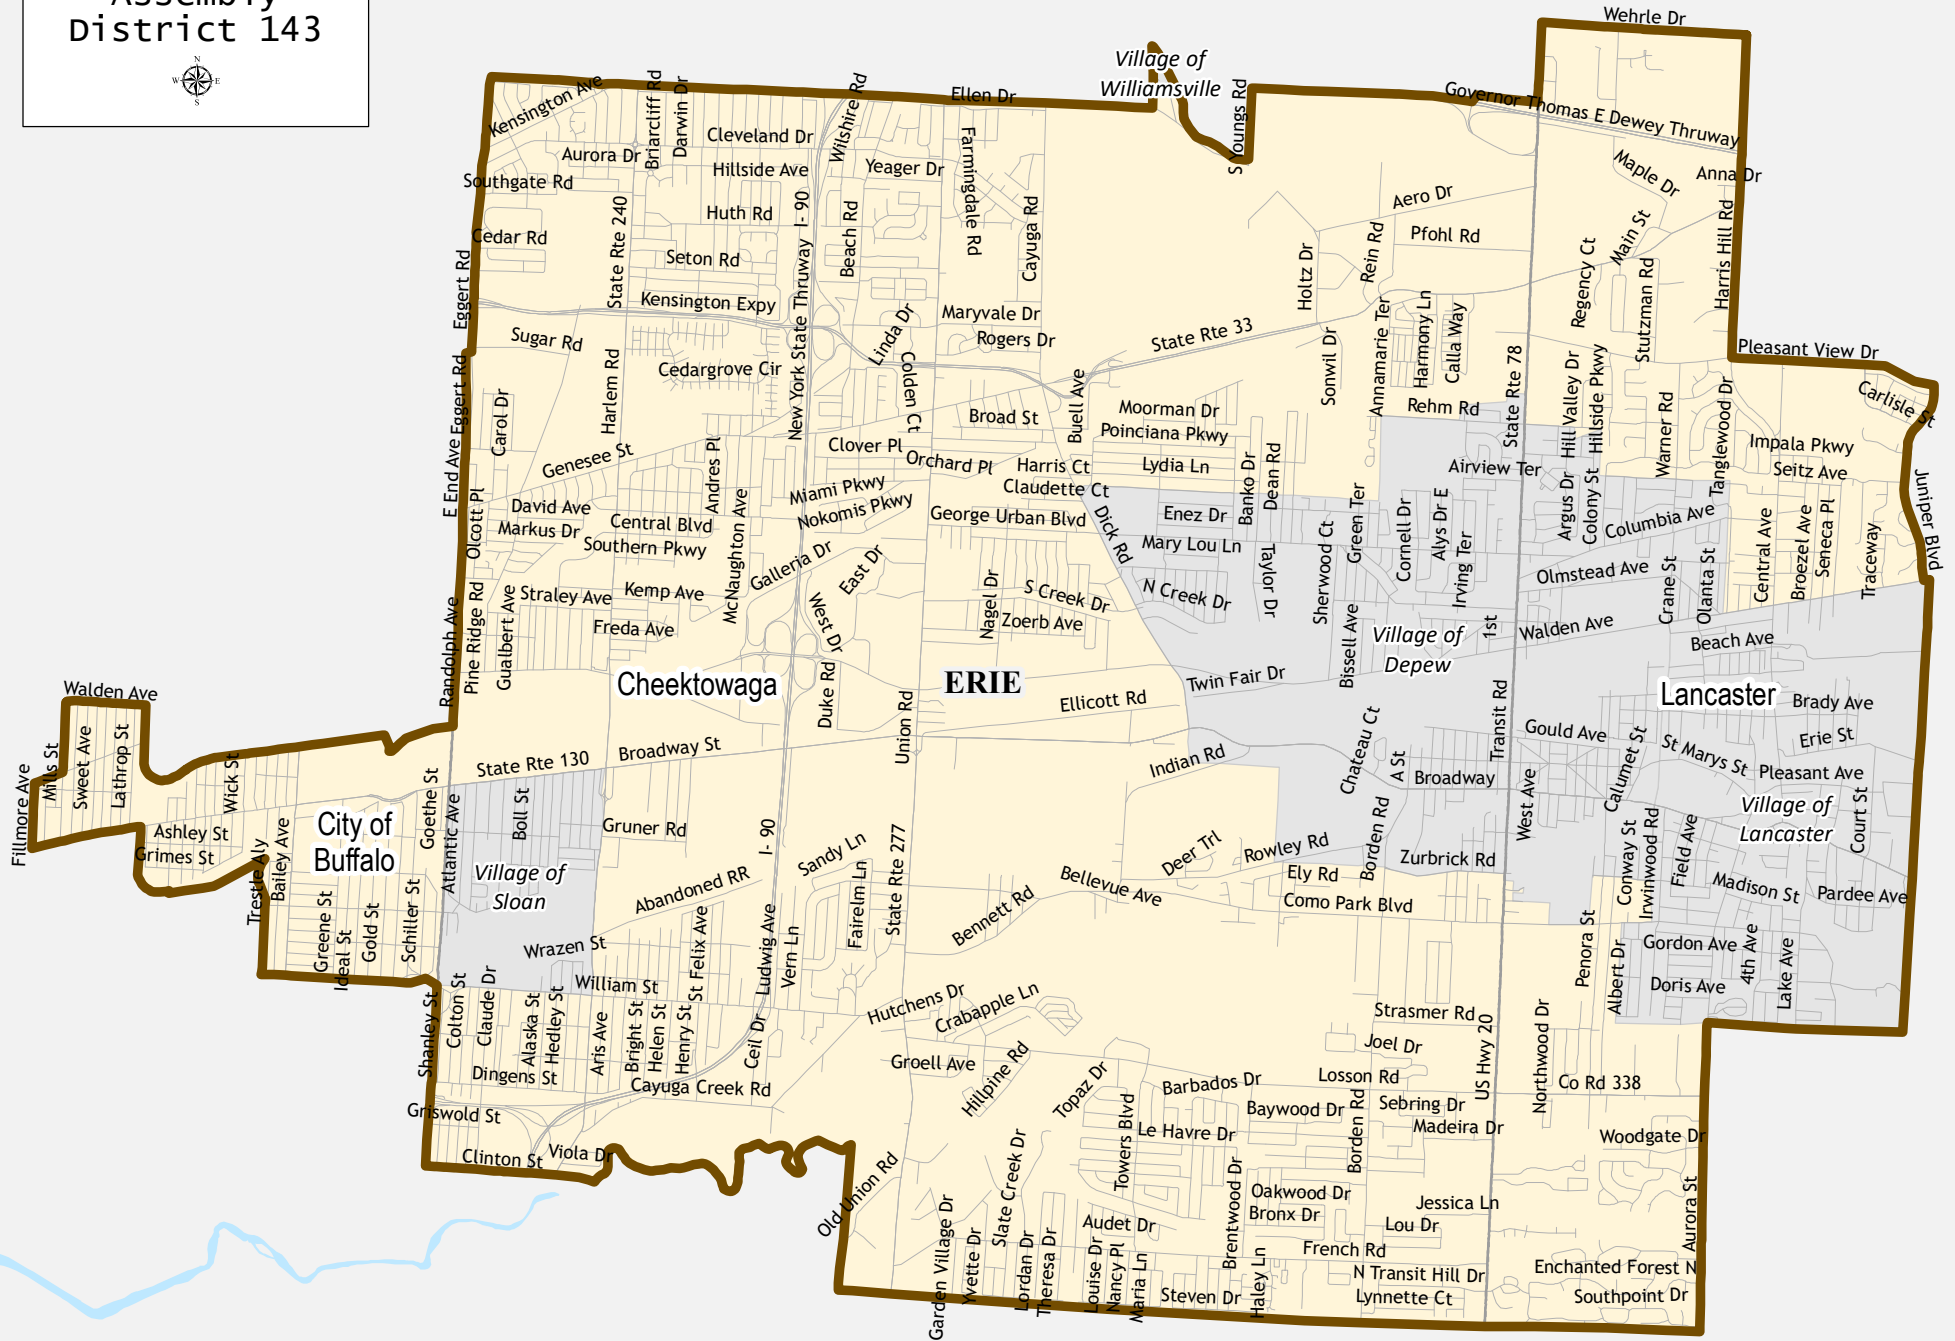 Assembly
District 143
N
W
E
S
Wehrle Dr
Village of
Williamsville
Kensington Ave
Briarcliff Rd
Darwin Dr
Wilshire Rd
Ellen Dr
S Youngs Rd
Governor Thomas E Dewey Thruway
Cleveland Dr
Aurora Dr
Hillside Ave
Yeager Dr
Farmingdale Rd
Maple Dr
Anna Dr
Southgate Rd
State Rte 240
Huth Rd
I- 90
Beach Rd
Cayuga Rd
Aero Dr
Pfohl Rd
Main St
Harris Hill Rd
Cedar Rd
Seton Rd
New York State Thruway
Holtz Dr
Rein Rd
Regency Ct
Stutzman Rd
Eggert Rd
Kensington Expy
Linda Dr
Maryvale Dr
Rogers Dr
State Rte 33
Sonwil Dr
Annamarie Ter
Harmony Ln
Calla Way
State Rte 78
Pleasant View Dr
Sugar Rd
Harlem Rd
Cedargrove Cir
Colden Ct
Buell Ave
Hill Valley Dr
Hillside Pkwy
Warner Rd
Tanglewood Dr
Carlisle St
Eggert Rd
E End Ave
Carol Dr
Broad St
Moorman Dr
Poinciana Pkwy
Rehm Rd
Genesee St
Andres Pl
Clover Pl
Orchard Pl
Harris Ct
Lydia Ln
Banko Dr
Dean Rd
Airview Ter
Impala Pkwy
Seitz Ave
Juniper Blvd
Miami Pkwy
Claudette Ct
Argus Dr
Colony St
Olcott Pl
David Ave
Markus Dr
Central Blvd
Southern Pkwy
McNaughton Ave
Nokomis Pkwy
George Urban Blvd
Dick Rd
Enez Dr
Mary Lou Ln
Sherwood Ct
Green Ter
Cornell Dr
Alys Dr E
Irving Ter
Columbia Ave
Central Ave
Broezel Ave
Seneca Pl
Traceway
Galleria Dr
East Dr
Taylor Dr
Olmstead Ave
Crane St
Olanta St
Randolph Ave
Pine Ridge Rd
Gualbert Ave
Straley Ave
Kemp Ave
Freda Ave
West Dr
Nagel Dr
S Creek Dr
Zoerb Ave
N Creek Dr
Bissell Ave
Village of
Depew
1st
Walden Ave
Beach Ave
Walden Ave
Cheektowaga
Duke Rd
ERIE
Union Rd
Ellicott Rd
Twin Fair Dr
Transit Rd
Lancaster
Brady Ave
Fillmore Ave
Mills St
Sweet Ave
Lathrop St
Wick St
State Rte 130
Broadway St
Indian Rd
Chateau Ct
A St
Broadway
Gould Ave
West Ave
Calumet St
St Marys St
Erie St
Pleasant Ave
Village of
Lancaster
Court St
Ashley St
Grimes St
Trestle Aly
Bailey Ave
City of
Buffalo
Goethe St
Atlantic Ave
Boll St
Gruner Rd
I- 90
Sandy Ln
State Rte 277
Deer Trl
Rowley Rd
Borden Rd
Zurbrick Rd
Conway St
Irwinwood Rd
Field Ave
Village of
Sloan
Abandoned RR
Fairelm Ln
Bennett Rd
Bellevue Ave
Ely Rd
Como Park Blvd
Madison St
Pardee Ave
Greene St
Ideal St
Gold St
Schiller St
Wrazen St
William St
St Felix Ave
Ludwig Ave
Vern Ln
Penora St
Albert Dr
Gordon Ave
Doris Ave
4th Ave
Lake Ave
Shanley St
Colton St
Claude Dr
Alaska St
Hedley St
Aris Ave
Bright St
Helen St
Henry St
Ceil Dr
Hutchens Dr
Crabapple Ln
Strasmer Rd
Joel Dr
US Hwy 20
Northwood Dr
Dingens St
Cayuga Creek Rd
Groell Ave
Hillpine Rd
Topaz Dr
Barbados Dr
Losson Rd
Co Rd 338
Griswold St
Towers Blvd
Baywood Dr
Borden Rd
Sebring Dr
Madeira Dr
Le Havre Dr
Woodgate Dr
Clinton St
Viola Dr
Old Union Rd
Slate Creek Dr
Brentwood Dr
Oakwood Dr
Bronx Dr
Jessica Ln
Lou Dr
Aurora St
Garden Village Dr
Yvette Dr
Lordan Dr
Theresa Dr
Audet Dr
Louise Dr
Nancy Pl
Maria Ln
Steven Dr
Haley Ln
French Rd
N Transit Hill Dr
Lynnette Ct
Enchanted Forest N
Southpoint Dr